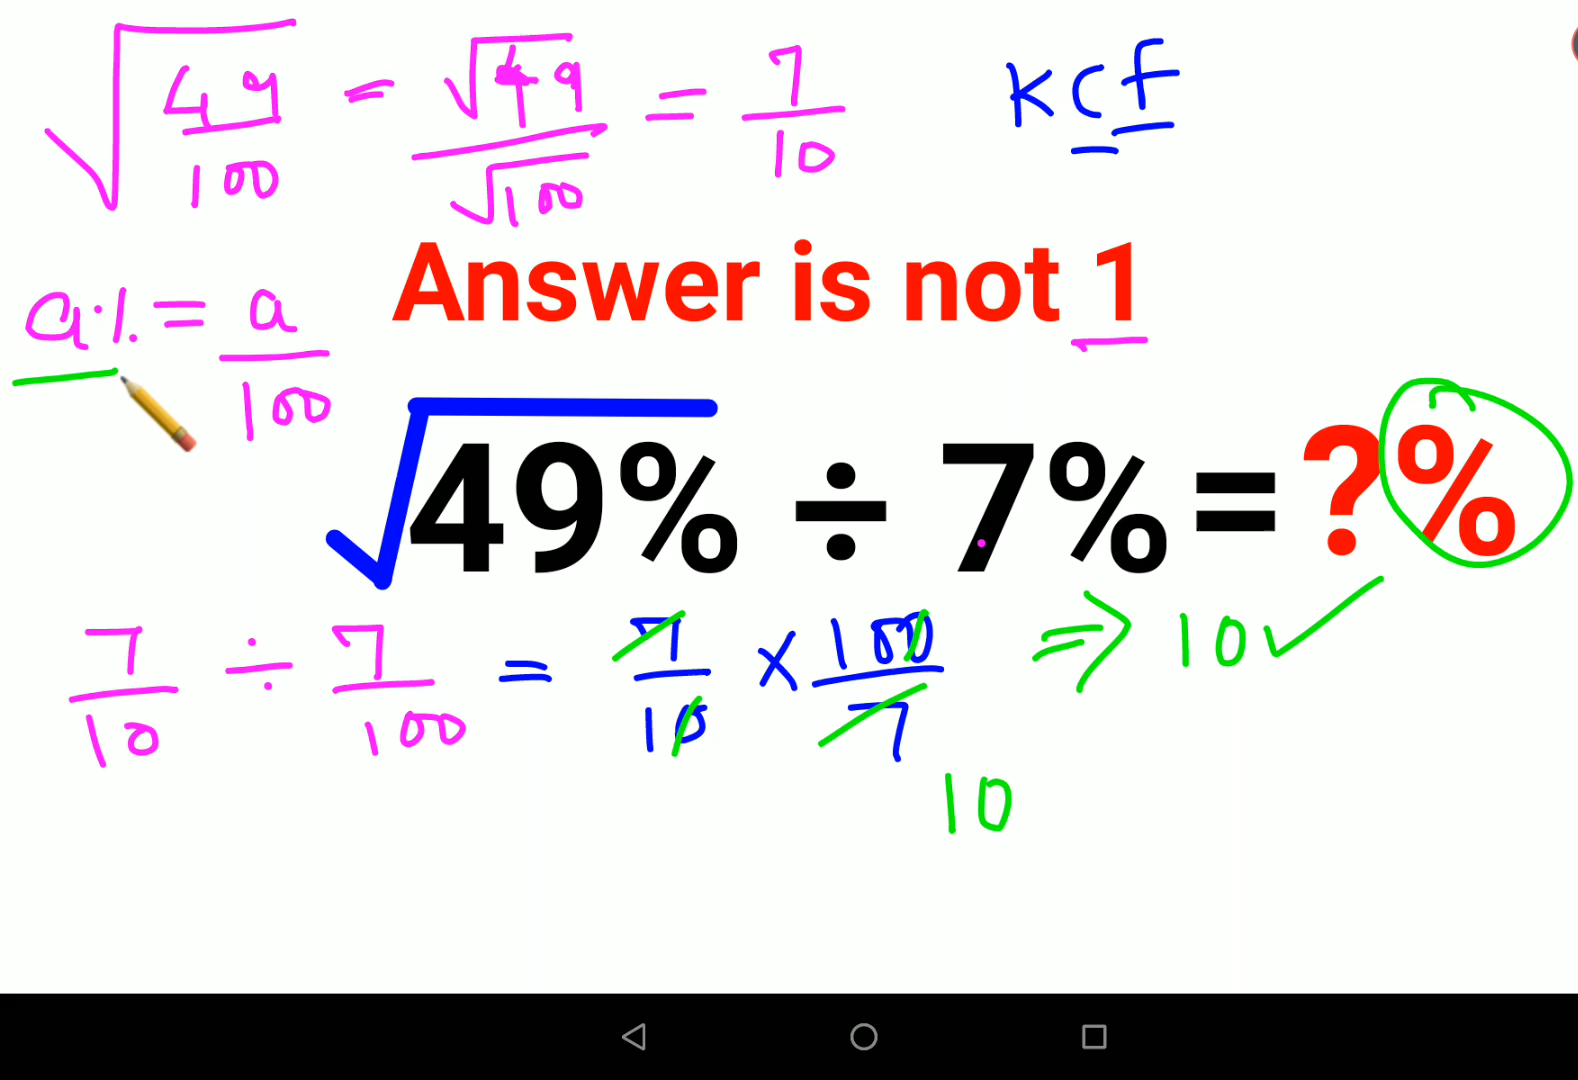 √49/100 = √49/√100 = 7/10 KCF
Answer is not 1
a% = a/100
√49% ÷ 7% = ?%
7/10 ÷ 7/100 = 7/10 × 100/7 ⇒ 10 ✓
10